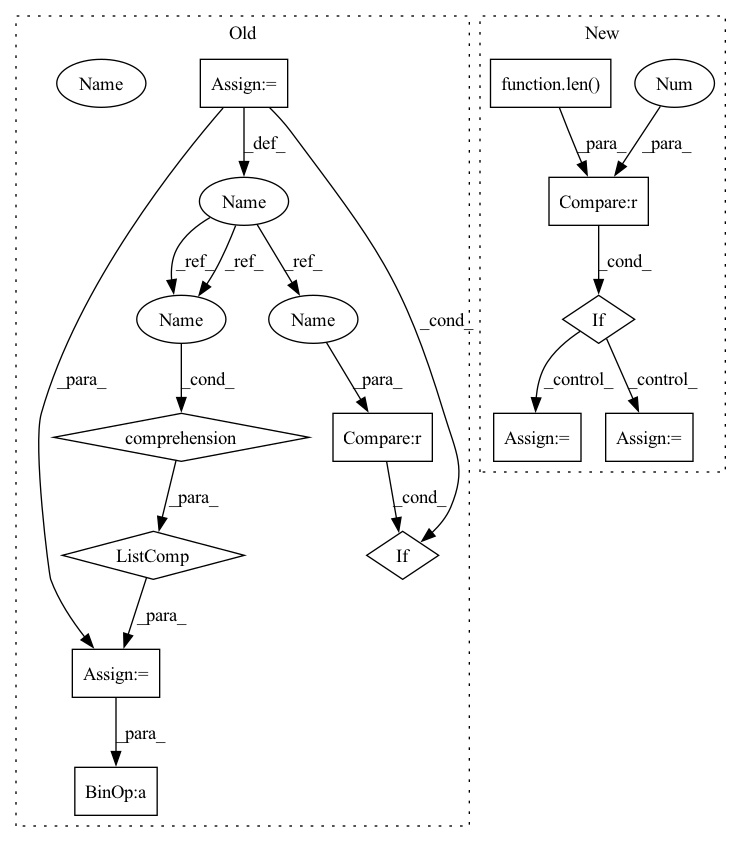 Old
New
Name
Assign:=
function.len()
Num
_def_
_para_
_para_
Name
Compare:r
_ref_
_ref_
_ref_
_cond_
Name
Name
_cond_
If
_para_
_cond_
_para_
_control_
_control_
comprehension
Compare:r
Assign:=
Assign:=
_para_
_cond_
ListComp
If
_para_
Assign:=
_para_
BinOp:a